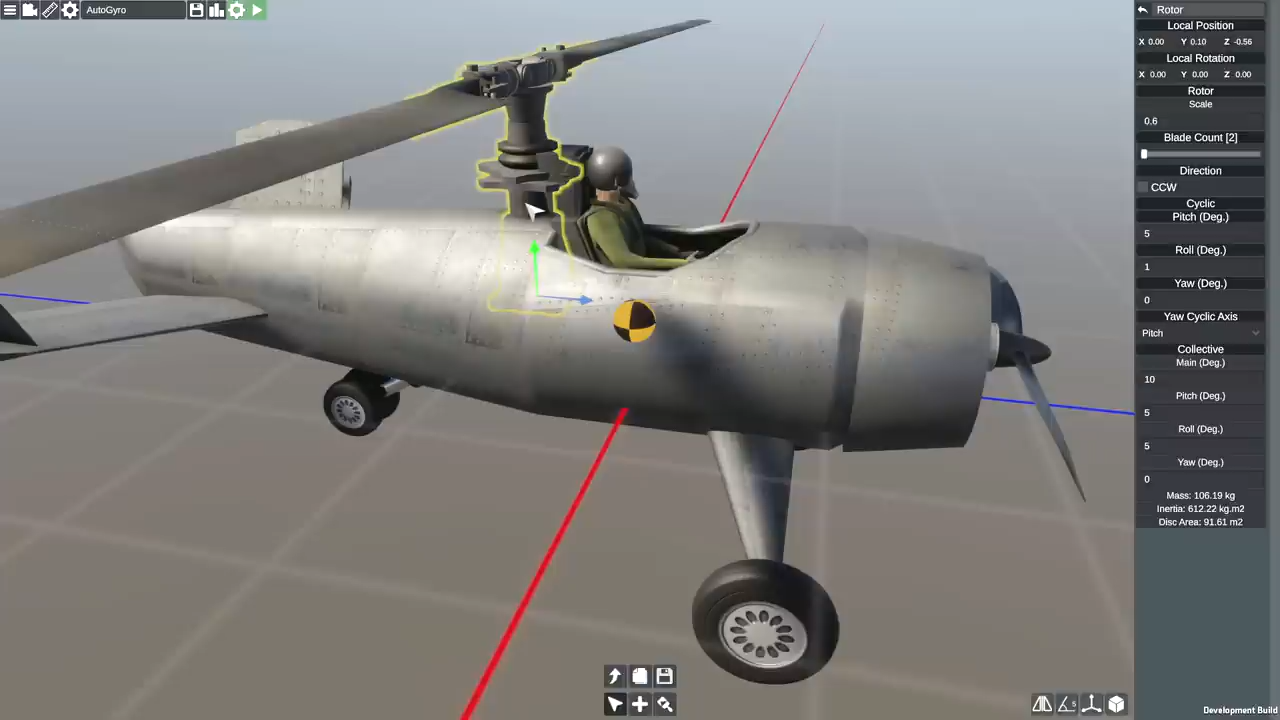 AutoGyro
Rotor
Local Position
X 0.00 Y 0.10 Z -0.56
Local Rotation
X 0.00 Y 0.00 Z 0.00
Rotor
Scale
0.6
Blade Count [2]
Direction
CCW
Cyclic
Pitch (Deg.)
5
Roll (Deg.)
1
Yaw (Deg.)
0
Yaw Cyclic Axis
Pitch
Collective
Main (Deg.)
10
Pitch (Deg.)
5
Roll (Deg.)
5
Yaw (Deg.)
0
Mass: 106.19 kg
Inertia: 612.22 kg.m2
Disc Area: 91.61 m2
5
Development Build